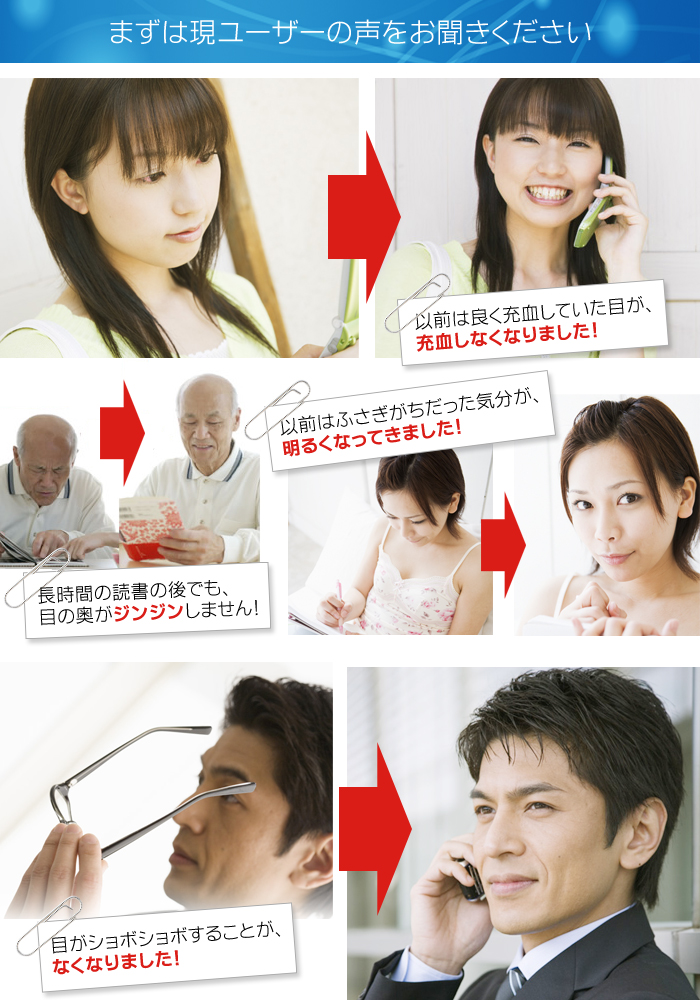 まずは現ユーザーの声をお聞きください
以前は良く充血していた目が、
充血しなくなりました！
以前はふさぎがちだった気分が、
明るくなってきました！
長時間の読書の後でも、
目の奥がジンジンしません！
目がショボショボすることが、
なくなりました！